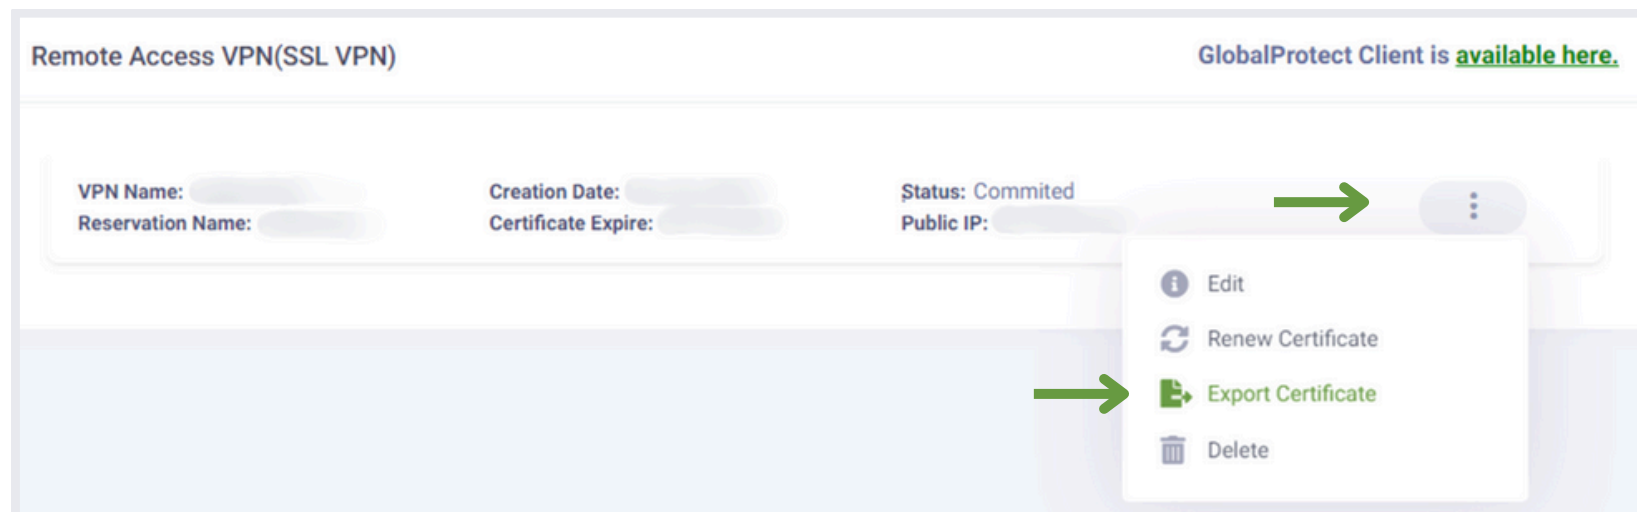 Remote Access VPN(SSL VPN)
GlobalProtect Client is available here.
VPN Name:
Creation Date:
Status: Commited
Reservation Name:
Certificate Expire:
Public IP:
Edit
Renew Certificate
Export Certificate
Delete